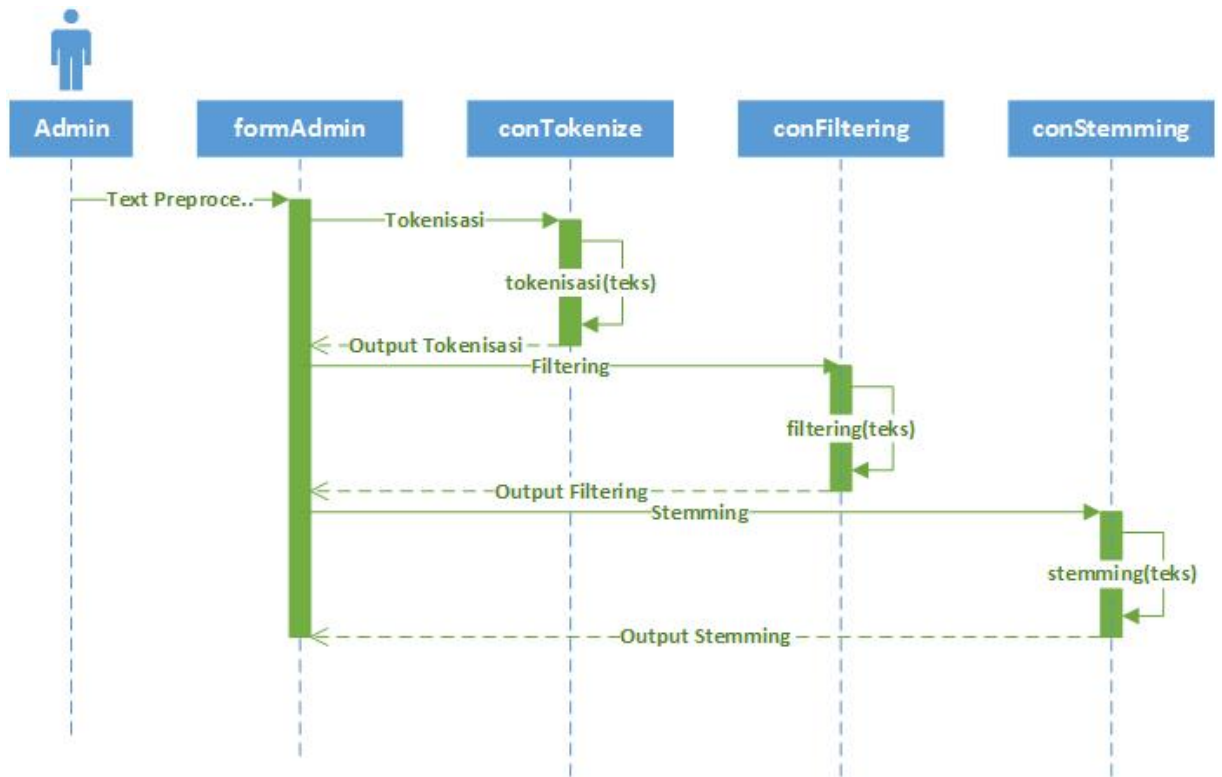 Admin
formAdmin
conTokenize
conFiltering
conStemming
Text Preproce..
Tokenisasi
tokenisasi(teks)
Output Tokenisasi
Filtering
filtering(teks)
Output Filtering
Stemming
stemming(teks)
Output Stemming